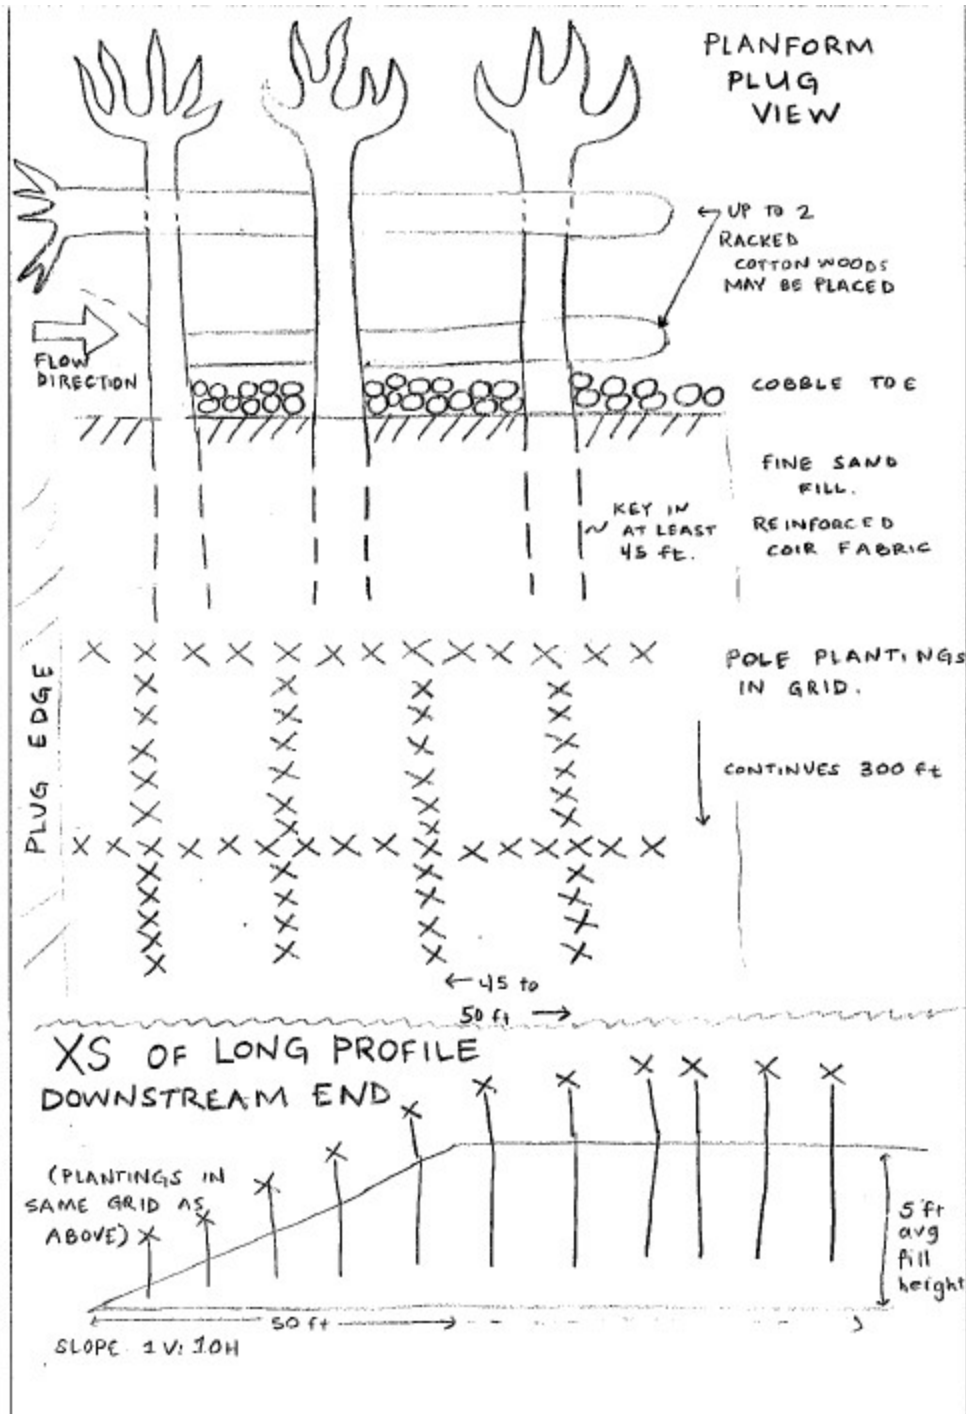 PLANFORM
PLUG
VIEW
← UP TO 2
RACKED
COTTONWOODS
MAY BE PLACED
FLOW
DIRECTION
COBBLE TOE
FINE SAND
FILL.
REINFORCED
COIR FABRIC
KEY IN
~ AT LEAST
45 ft.
PLUG EDGE
POLE PLANTINGS
IN GRID.
CONTINUES 300 ft
← 45 to
50 ft →
XS OF LONG PROFILE
DOWNSTREAM END
(PLANTINGS IN
SAME GRID AS
ABOVE)
5 ft
avg
fill
height
50 ft
SLOPE 1V:10H